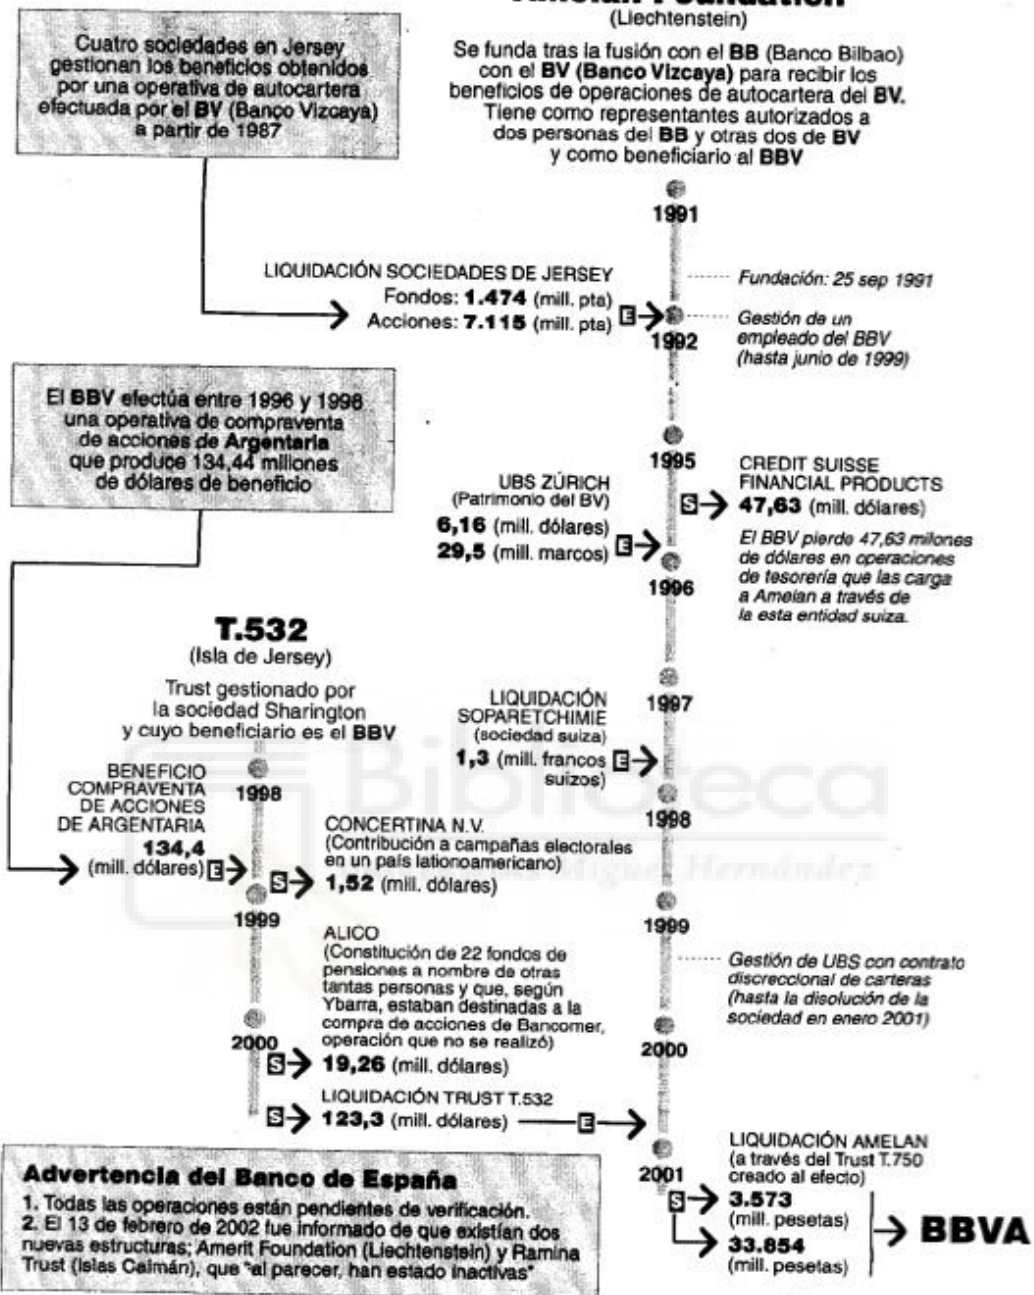 Amelan Foundation
(Liechtenstein)
Se funda tras la fusión con el BB (Banco Bilbao)
con el BV (Banco Vizcaya) para recibir los
beneficios de operaciones de autocartera del BV.
Tiene como representantes autorizados a
dos personas del BB y otras dos de BV
y como beneficiario al BBV
Cuatro sociedades en Jersey
gestionan los beneficios obtenidos
por una operativa de autocartera
efectuada por el BV (Banco Vizcaya)
a partir de 1987
1991
LIQUIDACIÓN SOCIEDADES DE JERSEY
Fondos: 1.474 (mill. pta)
Acciones: 7.115 (mill. pta)
E
Fundación: 25 sep 1991
Gestión de un
empleado del BBV
(hasta junio de 1999)
1992
El BBV efectúa entre 1996 y 1998
una operativa de compraventa
de acciones de Argentaria
que produce 134,44 millones
de dólares de beneficio
1995
CREDIT SUISSE
FINANCIAL PRODUCTS
S
47,63 (mill. dólares)
El BBV pierde 47,63 milones
de dólares en operaciones
de tesorería que las carga
a Amelan a través de
la esta entidad suiza.
UBS ZÚRICH
(Patrimonio del BV)
6,16 (mill. dólares)
29,5 (mill. marcos)
E
1996
T.532
(Isla de Jersey)
Trust gestionado por
la sociedad Sharington
y cuyo beneficiario es el BBV
1997
LIQUIDACIÓN
SOPARETCHIMIE
(sociedad suiza)
1,3 (mill. francos
suizos)
E
1998
BENEFICIO
COMPRAVENTA
DE ACCIONES
DE ARGENTARIA
134,4
(mill. dólares)
E
1998
CONCERTINA N.V.
(Contribución a campañas electorales
en un país lationoamericano)
S
1,52 (mill. dólares)
1999
1999
ALICO
(Constitución de 22 fondos de
pensiones a nombre de otras
tantas personas y que, según
Ybarra, estaban destinadas a la
compra de acciones de Bancomer,
operación que no se realizó)
S
19,26 (mill. dólares)
2000
Gestión de UBS con contrato
discreccional de carteras
(hasta la disolución de la
sociedad en enero 2001)
2000
LIQUIDACIÓN TRUST T.532
S
123,3 (mill. dólares)
E
2001
LIQUIDACIÓN AMELAN
(a través del Trust T.750
creado al efecto)
S
3.573
(mill. pesetas)
33.854
(mill. pesetas)
BBVA
Advertencia del Banco de España
1. Todas las operaciones están pendientes de verificación.
2. El 13 de febrero de 2002 fue informado de que existían dos
nuevas estructuras; Amerit Foundation (Liechtenstein) y Ramina
Trust (Islas Caimán), que "al parecer, han estado inactivas"
Biblioteca
Miguel Hernández